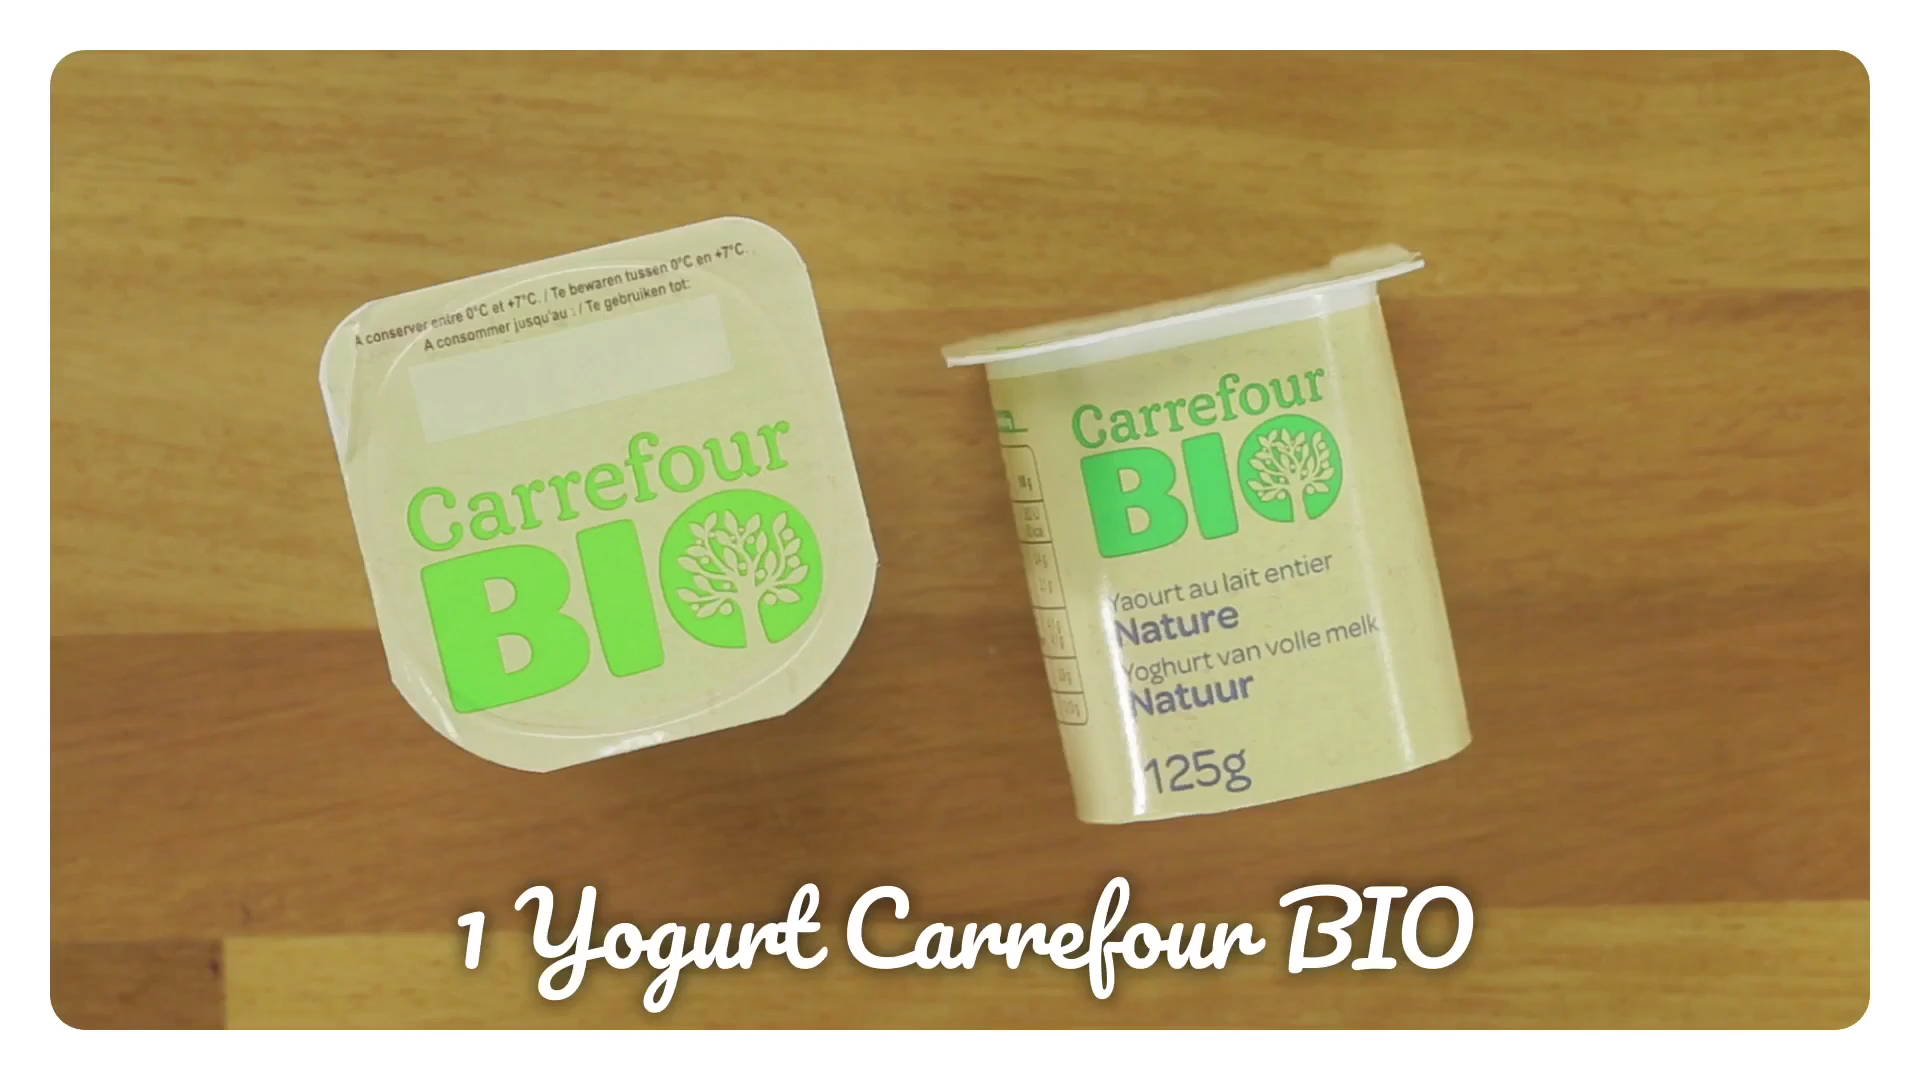 A conserver entre 0°C et +7°C. / Te bewaren tussen 0°C en +7°C.
A consommer jusqu'au : / Te gebruiken tot:
Carrefour
BIO
Carrefour
BIO
Yaourt au lait entier
Nature
Yoghurt van volle melk
Natuur
125g
1 Yogurt Carrefour BIO